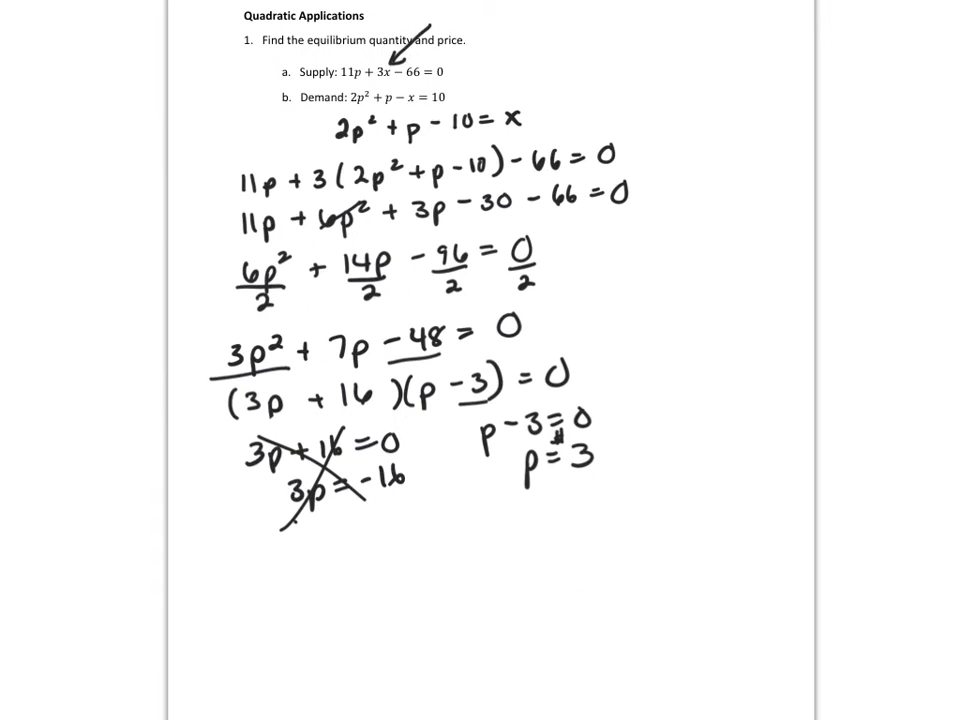 Quadratic Applications
1. Find the equilibrium quantity and price.
a. Supply: 11p + 3x − 66 = 0
b. Demand: 2p² + p − x = 10
2p² + p - 10 = x
11p + 3(2p² + p - 10) - 66 = 0
11p + 6p² + 3p - 30 - 66 = 0
6p²/2 + 14p/2 - 96/2 = 0/2
3p² + 7p - 48 = 0
(3p + 16)(p - 3) = 0
3p + 16 = 0 p - 3 = 0
3p = -16 p = 3